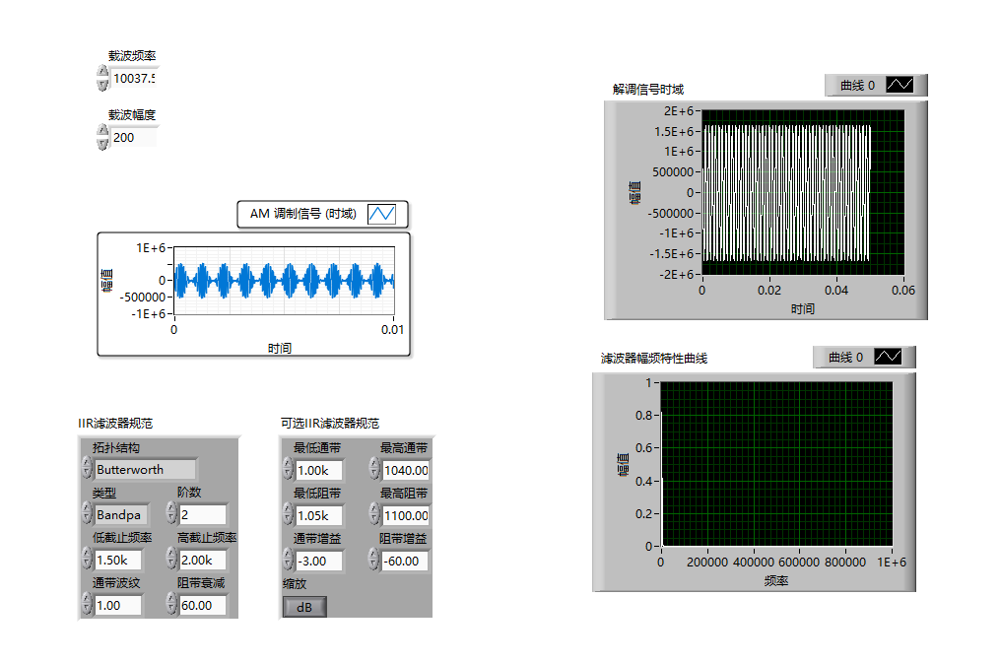 载波频率
10037.5
载波幅度
200
AM 调制信号 (时域)
幅值
1E+6
0
-500000
-1E+6
0
0.01
时间
IIR滤波器规范
拓扑结构
Butterworth
类型
阶数
Bandpa
2
低截止频率
高截止频率
1.50k
2.00k
通带波纹
阻带衰减
1.00
60.00
可选IIR滤波器规范
最低通带
最高通带
1.00k
1040.00
最低阻带
最高阻带
1.05k
1100.00
通带增益
阻带增益
-3.00
-60.00
缩放
dB
解调信号时域
曲线 0
幅值
2E+6
1.5E+6
1E+6
500000
0
-500000
-1E+6
-1.5E+6
-2E+6
0
0.02
0.04
0.06
时间
滤波器幅频特性曲线
曲线 0
幅值
1
0.8
0.6
0.4
0.2
0
0
200000
400000
600000
800000
1E+6
频率